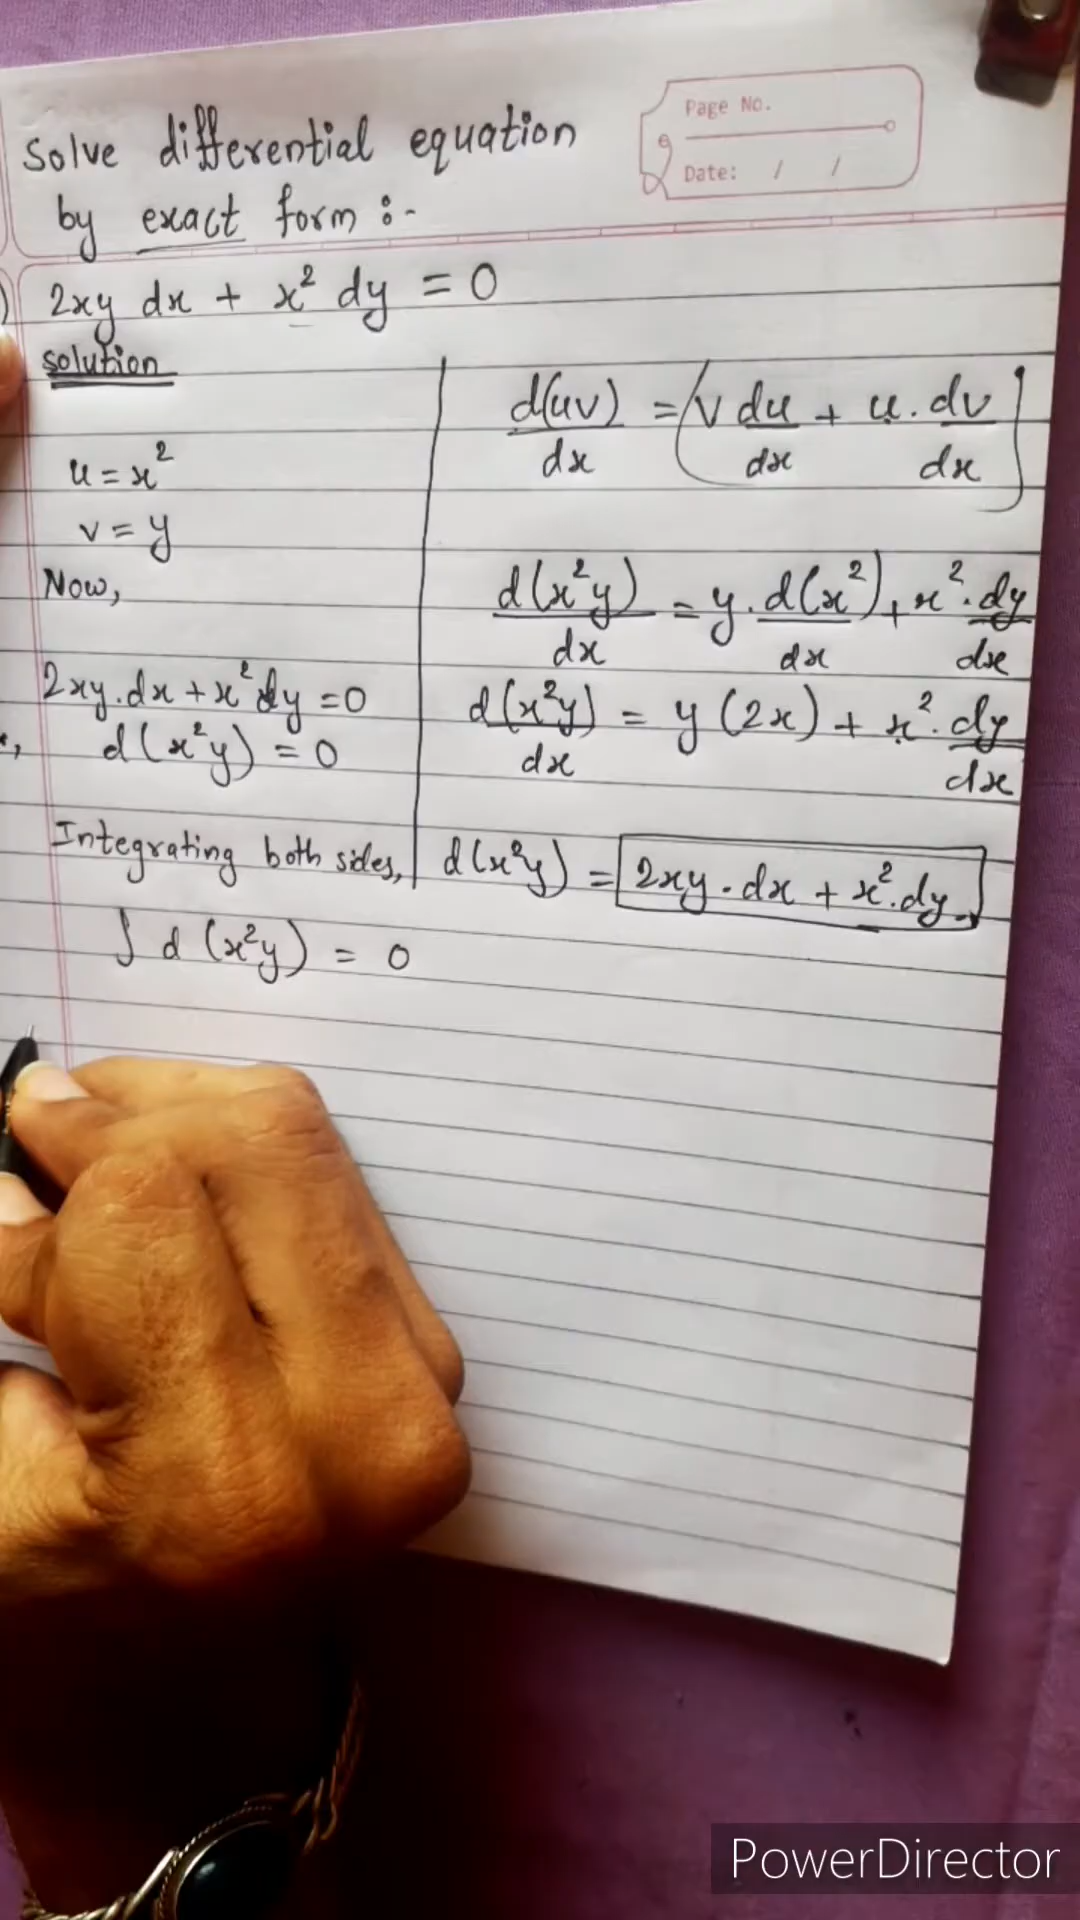 Solve differential equation
by exact form :-
Page No.
Date: / /
2xy dx + x² dy = 0
solution
u = x²
v = y
Now,
2xy.dx + x² dy = 0
d(x²y) = 0
Integrating both sides,
∫ d (x²y) = 0
d(uv)/dx = (v du/dx + u. dv/dx)
d(x²y)/dx = y. d(x²)/dx + x². dy/dx
d(x²y)/dx = y (2x) + x². dy/dx
d(x²y) = 2xy. dx + x². dy
PowerDirector